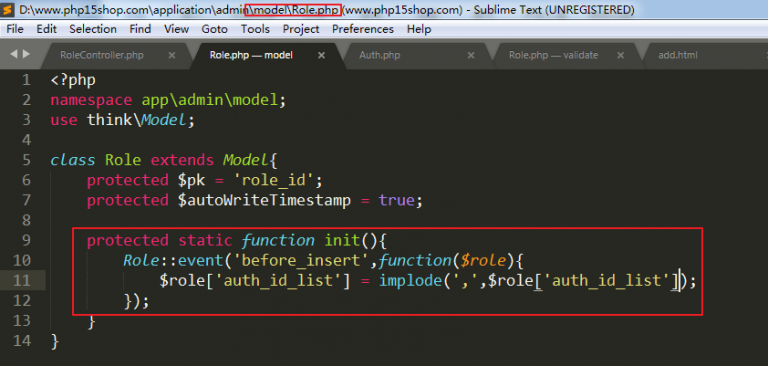 D:\www.php15shop.com\application\admin\model\Role.php (www.php15shop.com) - Sublime Text (UNREGISTERED)
File Edit Selection Find View Goto Tools Project Preferences Help
RoleController.php Role.php — model Auth.php Role.php — validate add.html
1 <?php
2 namespace app\admin\model;
3 use think\Model;
4
5 class Role extends Model{
6 protected $pk = 'role_id';
7 protected $autoWriteTimestamp = true;
8
9 protected static function init(){
10 Role::event('before_insert',function($role){
11 $role['auth_id_list'] = implode(',',$role['auth_id_list']);
12 });
13 }
14 }